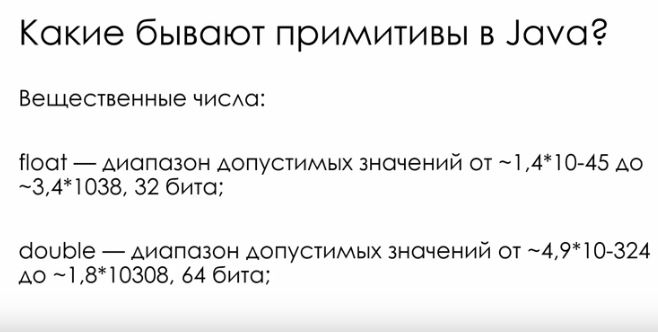 Какие бывают примитивы в Java?
Вещественные числа:
float — диапазон допустимых значений от ~1,4*10-45 до
~3,4*1038, 32 бита;
double — диапазон допустимых значений от ~4,9*10-324
до ~1,8*10308, 64 бита;